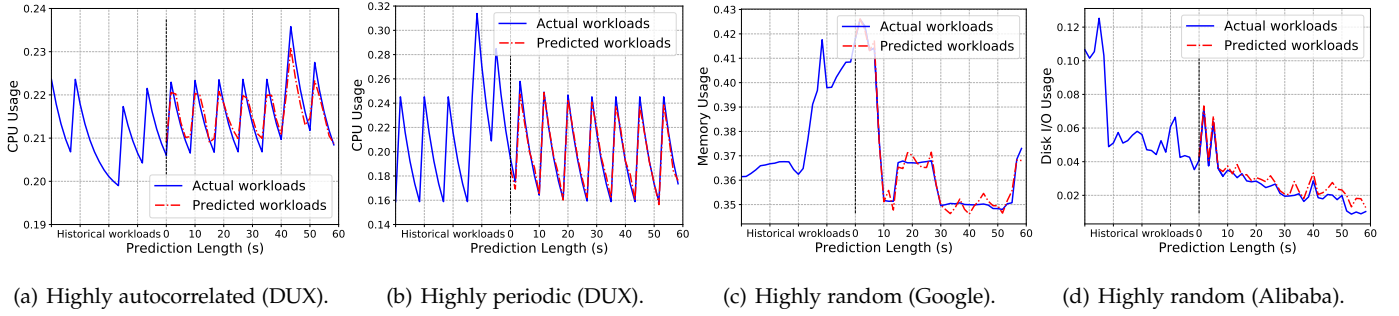 0.24
0.23
0.22
0.21
0.20
0.19
CPU Usage
Actual workloads
Predicted workloads
Historical workloads 0 10 20 30 40 50 60
Prediction Length (s)
(a) Highly autocorrelated (DUX).
0.32
0.30
0.28
0.26
0.24
0.22
0.20
0.18
0.16
0.14
CPU Usage
Actual workloads
Predicted workloads
Historical workloads 0 10 20 30 40 50 60
Prediction Length (s)
(b) Highly periodic (DUX).
0.43
0.42
0.41
0.40
0.39
0.38
0.37
0.36
0.35
Memory Usage
Actual workloads
Predicted workloads
Historical workloads 0 10 20 30 40 50 60
Prediction Length (s)
(c) Highly random (Google).
0.12
0.10
0.08
0.06
0.04
0.02
Disk I/O Usage
Actual workloads
Predicted workloads
Historical workloads 0 10 20 30 40 50 60
Prediction Length (s)
(d) Highly random (Alibaba).